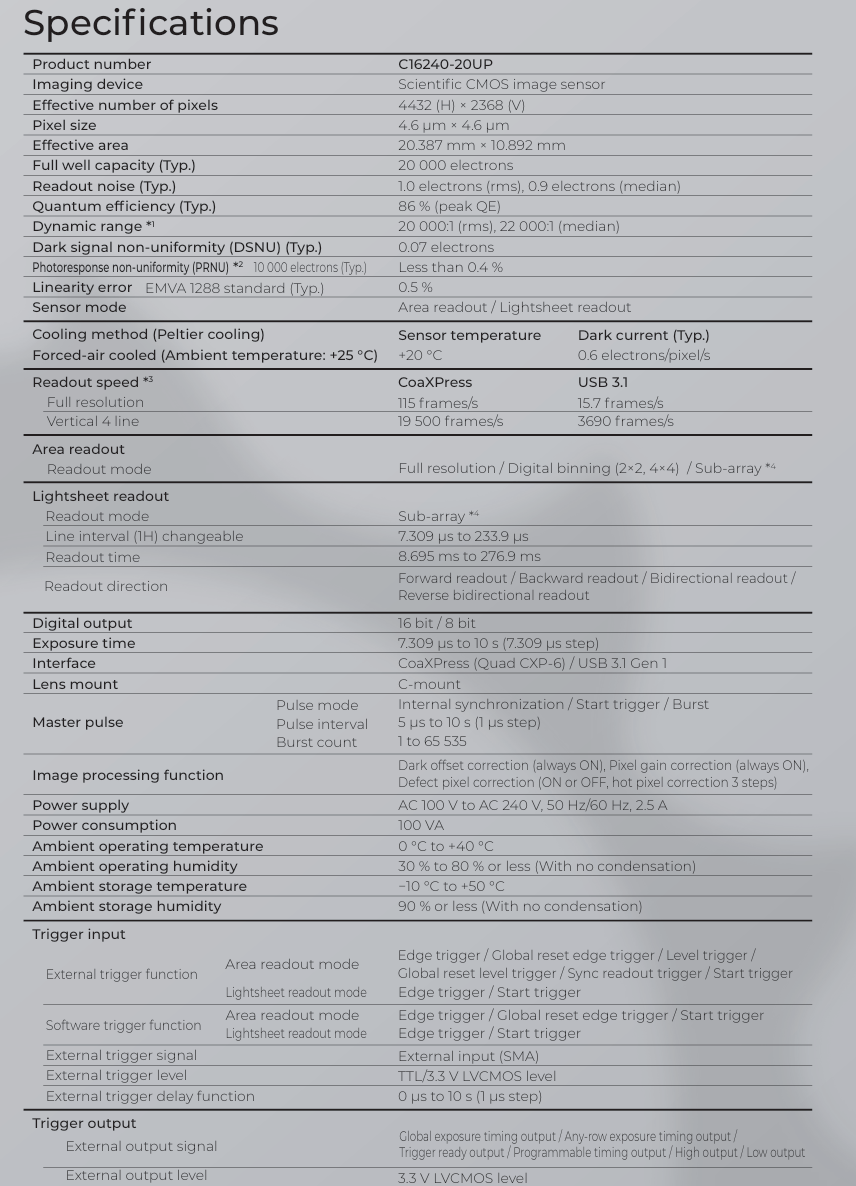 Specifications
Product number C16240-20UP
Imaging device Scientific CMOS image sensor
Effective number of pixels 4432 (H) × 2368 (V)
Pixel size 4.6 μm × 4.6 μm
Effective area 20.387 mm × 10.892 mm
Full well capacity (Typ.) 20 000 electrons
Readout noise (Typ.) 1.0 electrons (rms), 0.9 electrons (median)
Quantum efficiency (Typ.) 86 % (peak QE)
Dynamic range *1 20 000:1 (rms), 22 000:1 (median)
Dark signal non-uniformity (DSNU) (Typ.) 0.07 electrons
Photoresponse non-uniformity (PRNU) *2 10 000 electrons (Typ.) Less than 0.4 %
Linearity error EMVA 1288 standard (Typ.) 0.5 %
Sensor mode Area readout / Lightsheet readout
Cooling method (Peltier cooling) Sensor temperature Dark current (Typ.)
Forced-air cooled (Ambient temperature: +25 °C) +20 °C 0.6 electrons/pixel/s
Readout speed *3 CoaXPress USB 3.1
Full resolution 115 frames/s 15.7 frames/s
Vertical 4 line 19 500 frames/s 3690 frames/s
Area readout
Readout mode Full resolution / Digital binning (2×2, 4×4) / Sub-array *4
Lightsheet readout
Readout mode Sub-array *4
Line interval (1H) changeable 7.309 μs to 233.9 μs
Readout time 8.695 ms to 276.9 ms
Readout direction Forward readout / Backward readout / Bidirectional readout /
Reverse bidirectional readout
Digital output 16 bit / 8 bit
Exposure time 7.309 μs to 10 s (7.309 μs step)
Interface CoaXPress (Quad CXP-6) / USB 3.1 Gen 1
Lens mount C-mount
Master pulse Pulse mode Internal synchronization / Start trigger / Burst
Pulse interval 5 μs to 10 s (1 μs step)
Burst count 1 to 65 535
Image processing function Dark offset correction (always ON), Pixel gain correction (always ON),
Defect pixel correction (ON or OFF, hot pixel correction 3 steps)
Power supply AC 100 V to AC 240 V, 50 Hz/60 Hz, 2.5 A
Power consumption 100 VA
Ambient operating temperature 0 °C to +40 °C
Ambient operating humidity 30 % to 80 % or less (With no condensation)
Ambient storage temperature −10 °C to +50 °C
Ambient storage humidity 90 % or less (With no condensation)
Trigger input
External trigger function Area readout mode Edge trigger / Global reset edge trigger / Level trigger /
Global reset level trigger / Sync readout trigger / Start trigger
Lightsheet readout mode Edge trigger / Start trigger
Software trigger function Area readout mode Edge trigger / Global reset edge trigger / Start trigger
Lightsheet readout mode Edge trigger / Start trigger
External trigger signal External input (SMA)
External trigger level TTL/3.3 V LVCMOS level
External trigger delay function 0 μs to 10 s (1 μs step)
Trigger output
External output signal Global exposure timing output / Any-row exposure timing output /
Trigger ready output / Programmable timing output / High output / Low output
External output level 3.3 V LVCMOS level